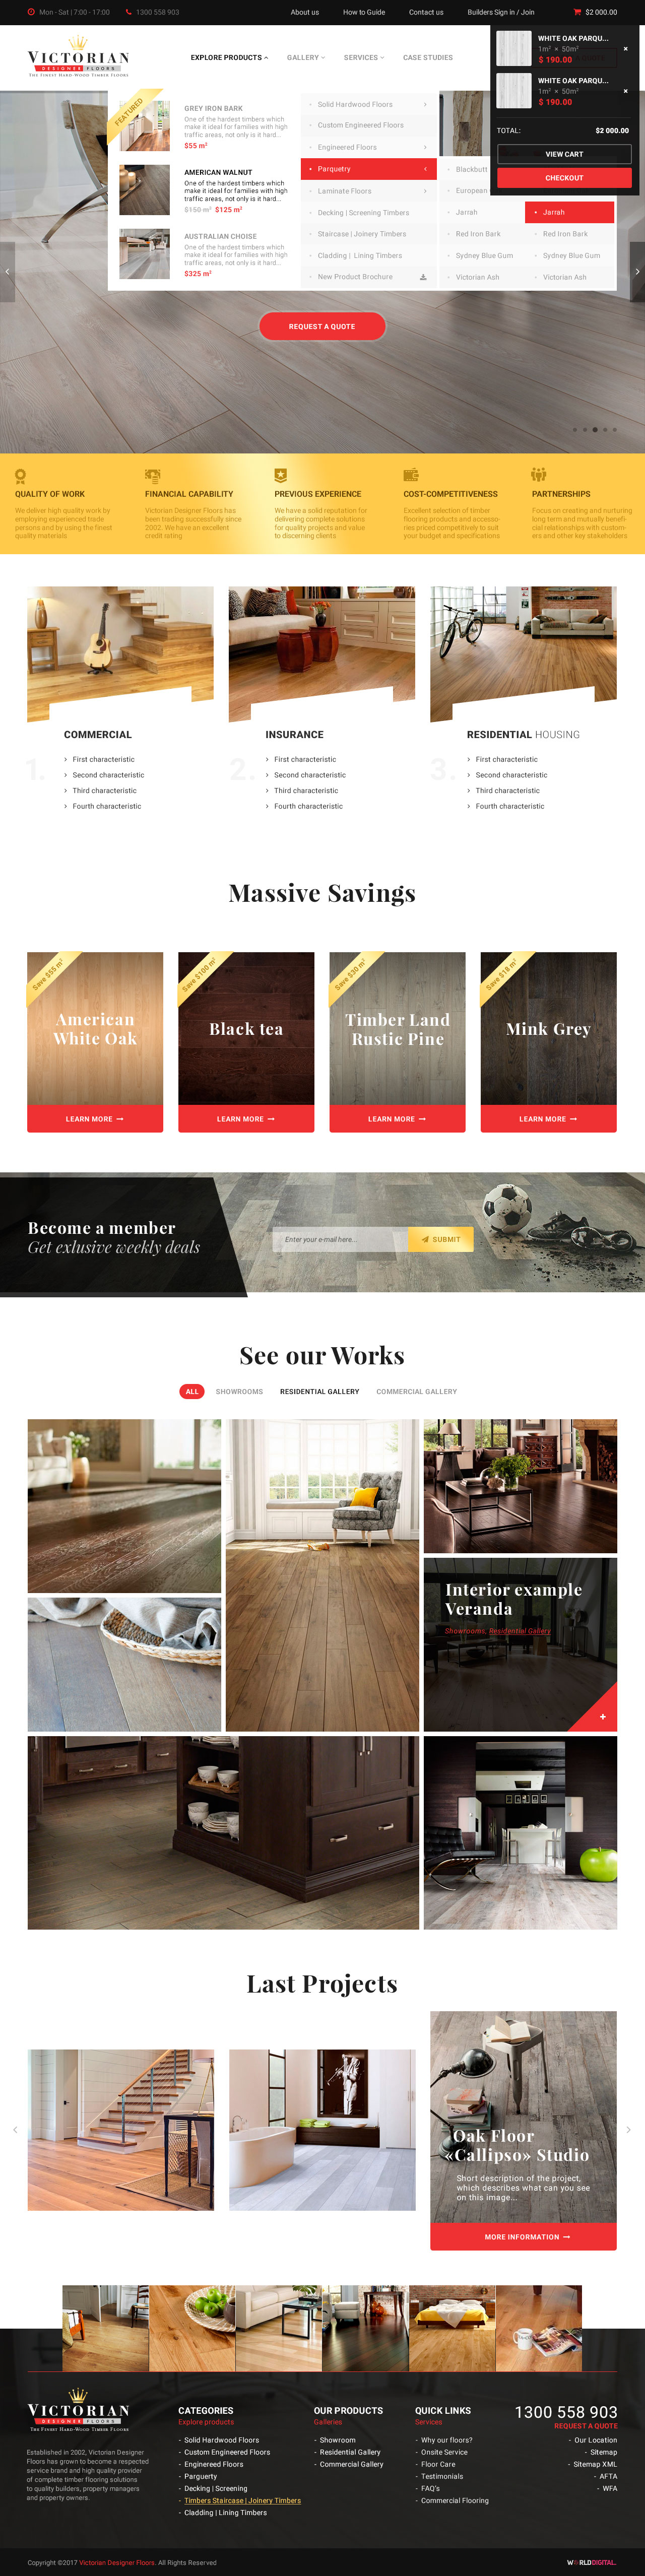 Mon - Sat | 7:00 - 17:00
1300 558 903
About us
How to Guide
Contact us
Builders Sign in / Join
$2 000.00
VICTORIAN
DESIGNER FLOORS
THE FINEST HARD-WOOD TIMBER FLOORS
EXPLORE PRODUCTS
GALLERY
SERVICES
CASE STUDIES
WHITE OAK PARQU...
1m² × 50m²
$ 190.00
WHITE OAK PARQU...
1m² × 50m²
$ 190.00
TOTAL: $2 000.00
VIEW CART
CHECKOUT
FEATURED
GREY IRON BARK
One of the hardest timbers which
make it ideal for families with high
traffic areas, not only is it hard...
$55 m²
AMERICAN WALNUT
One of the hardest timbers which
make it ideal for families with high
traffic areas, not only is it hard...
$150 m² $125 m²
AUSTRALIAN CHOISE
One of the hardest timbers which
make it ideal for families with high
traffic areas, not only is it hard...
$325 m²
Solid Hardwood Floors
Custom Engineered Floors
Engineered Floors
Parquetry
Laminate Floors
Decking | Screening Timbers
Staircase | Joinery Timbers
Cladding | Lining Timbers
New Product Brochure
Blackbutt
European
Jarrah
Red Iron Bark
Sydney Blue Gum
Victorian Ash
Jarrah
Red Iron Bark
Sydney Blue Gum
Victorian Ash
REQUEST A QUOTE
QUALITY OF WORK
We deliver high quality work by
employing experienced trade
persons and by using the finest
quality materials
FINANCIAL CAPABILITY
Victorian Designer Floors has
been trading successfully since
2002. We have an excellent
credit rating
PREVIOUS EXPERIENCE
We have a solid reputation for
delivering complete solutions
for quality projects and value
to discerning clients
COST-COMPETITIVENESS
Excellent selection of timber
flooring products and accesso-
ries priced competitively to suit
your budget and specifications
PARTNERSHIPS
Focus on creating and nurturing
long term and mutually benefi-
cial relationships with custom-
ers and other key stakeholders
COMMERCIAL
1.
First characteristic
Second characteristic
Third characteristic
Fourth characteristic
INSURANCE
2.
First characteristic
Second characteristic
Third characteristic
Fourth characteristic
RESIDENTIAL HOUSING
3.
First characteristic
Second characteristic
Third characteristic
Fourth characteristic
Massive Savings
Save $55 m²
American
White Oak
LEARN MORE
Save $100 m²
Black tea
LEARN MORE
Save $30 m²
Timber Land
Rustic Pine
LEARN MORE
Save $18 m²
Mink Grey
LEARN MORE
Become a member
Get exlusive weekly deals
Enter your e-mail here...
SUBMIT
See our Works
ALL
SHOWROOMS
RESIDENTIAL GALLERY
COMMERCIAL GALLERY
Interior example
Veranda
Showrooms, Residential Gallery
Last Projects
Oak Floor
«Callipso» Studio
Short description of the project,
which describes what can you see
on this image...
MORE INFORMATION
VICTORIAN
DESIGNER FLOORS
THE FINEST HARD-WOOD TIMBER FLOORS
Established in 2002, Victorian Designer
Floors has grown to become a respected
service brand and high quality provider
of complete timber flooring solutions
to quality builders, property managers
and property owners.
CATEGORIES
Explore products
- Solid Hardwood Floors
- Custom Engineered Floors
- Enginereed Floors
- Parguerty
- Decking | Screening
- Timbers Staircase | Joinery Timbers
- Cladding | Lining Timbers
OUR PRODUCTS
Galleries
- Showroom
- Residential Gallery
- Commercial Gallery
QUICK LINKS
Services
- Why our floors?
- Onsite Service
- Floor Care
- Testimonials
- FAQ's
- Commercial Flooring
1300 558 903
REQUEST A QUOTE
- Our Location
- Sitemap
- Sitemap XML
- AFTA
- WFA
Copyright ©2017 Victorian Designer Floors. All Rights Reserved